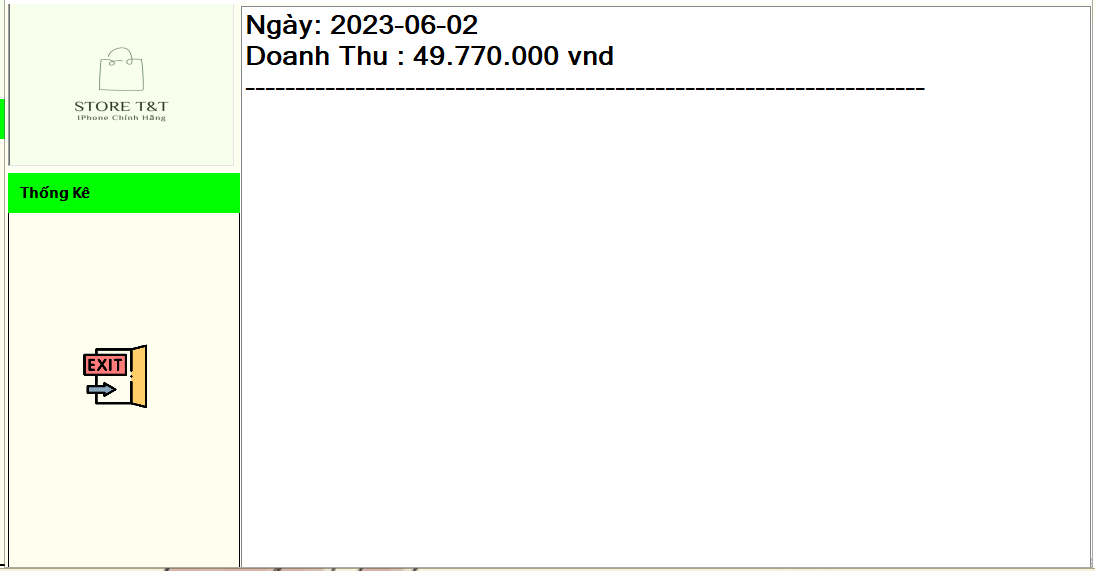 STORE T&T
IPhone Chính Hãng
Thống Kê
EXIT
Ngày: 2023-06-02
Doanh Thu : 49.770.000 vnd
--------------------------------------------------------------------